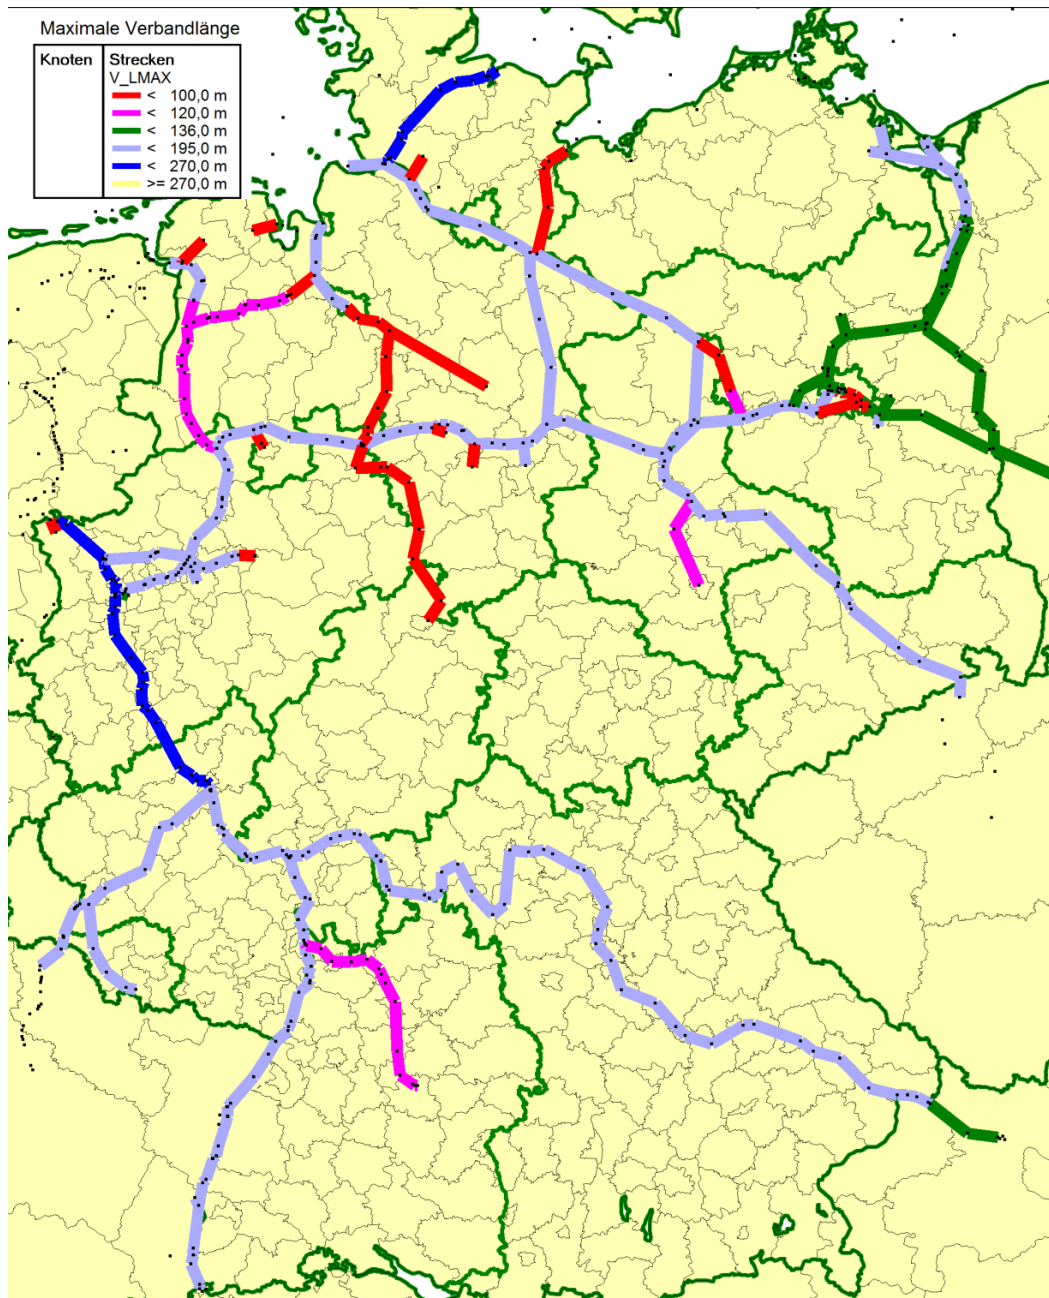 Maximale Verbandlänge
Knoten
Strecken
V_LMAX
< 100,0 m
< 120,0 m
< 136,0 m
< 195,0 m
< 270,0 m
>= 270,0 m